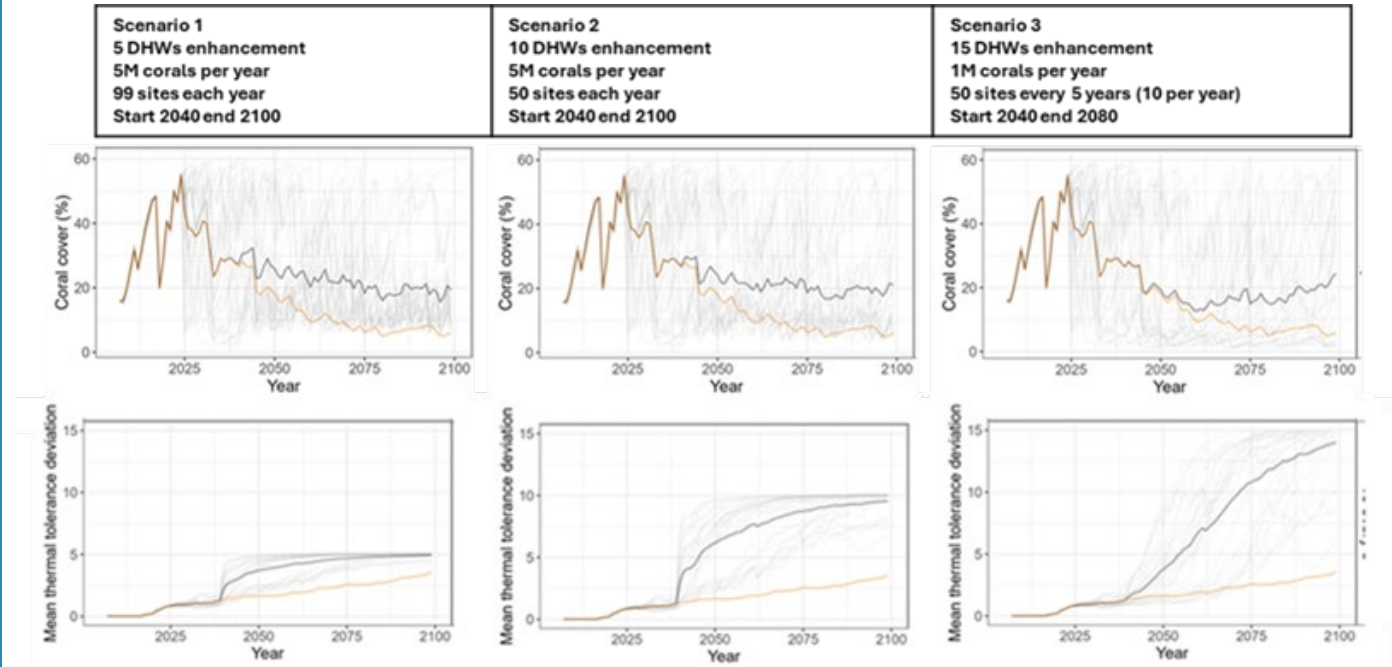 Scenario 1
5 DHWs enhancement
5M corals per year
99 sites each year
Start 2040 end 2100
Scenario 2
10 DHWs enhancement
5M corals per year
50 sites each year
Start 2040 end 2100
Scenario 3
15 DHWs enhancement
1M corals per year
50 sites every 5 years (10 per year)
Start 2040 end 2080
Coral cover (%)
60
40
20
0
2025 2050 2075 2100
Year
Coral cover (%)
60
40
20
0
2025 2050 2075 2100
Year
Coral cover (%)
60
40
20
0
2025 2050 2075 2100
Year
Mean thermal tolerance deviation
15
10
5
0
2025 2050 2075 2100
Year
Mean thermal tolerance deviation
15
10
5
0
2025 2050 2075 2100
Year
Mean thermal tolerance deviation
15
10
5
0
2025 2050 2075 2100
Year